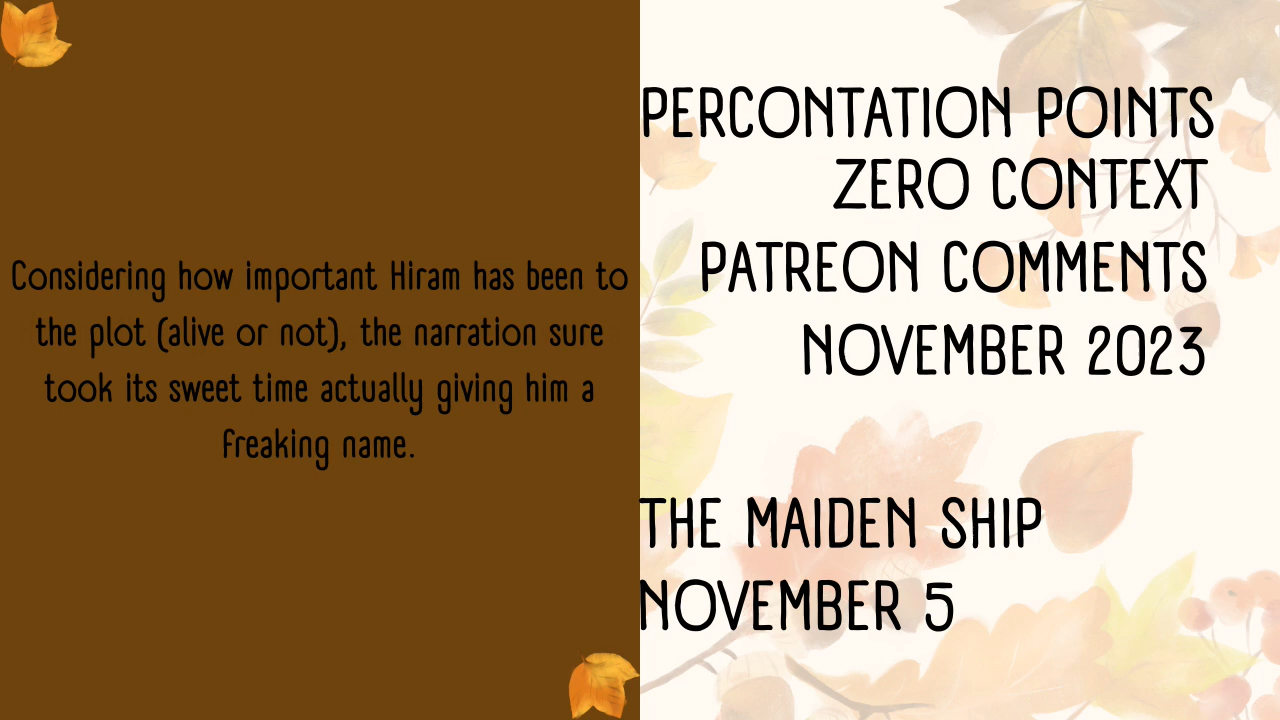 Considering how important Hiram has been to
the plot (alive or not), the narration sure
took its sweet time actually giving him a
freaking name.
PERCONTATION POINTS
ZERO CONTEXT
PATREON COMMENTS
NOVEMBER 2023
THE MAIDEN SHIP
NOVEMBER 5